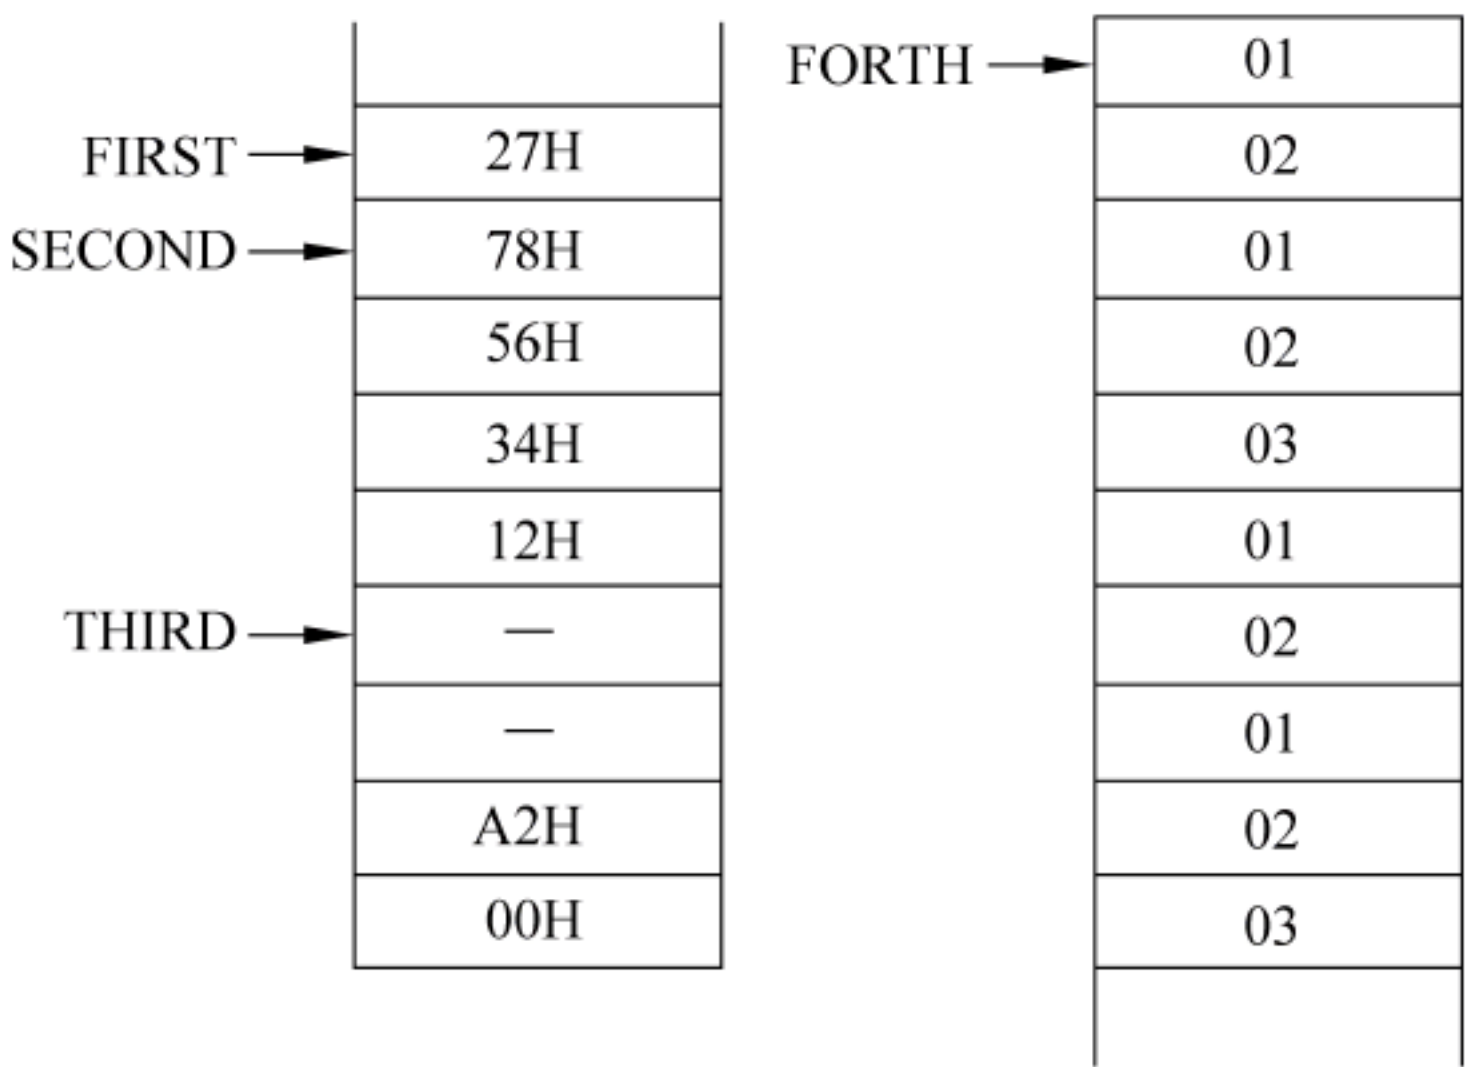 FIRST 27H
SECOND 78H
56H
34H
12H
THIRD —
—
A2H
00H
FORTH 01
02
01
02
03
01
02
01
02
03